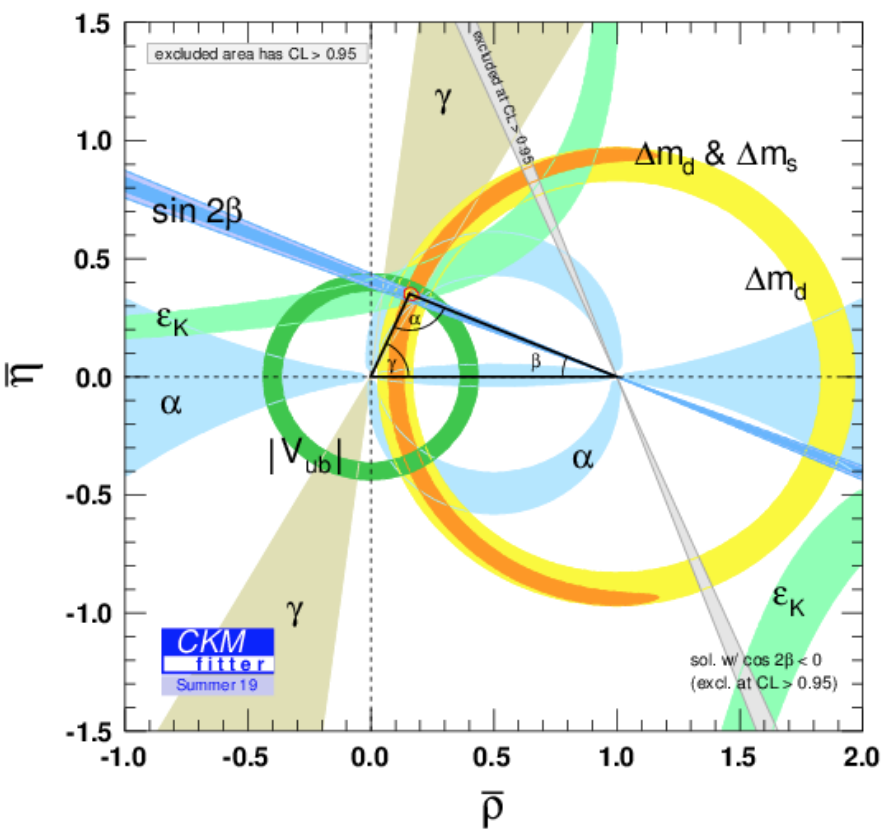 1.5
excluded area has CL > 0.95
excluded at CL > 0.95
γ
1.0
Δm_d & Δm_s
sin 2β
0.5
Δm_d
ε_K
α
γ
β
η̅
0.0
α
|V_ub|
α
-0.5
γ
ε_K
-1.0
CKM
fitter
Summer 19
sol. w/ cos 2β < 0
(excl. at CL > 0.95)
-1.5
-1.0 -0.5 0.0 0.5 1.0 1.5 2.0
ρ̅